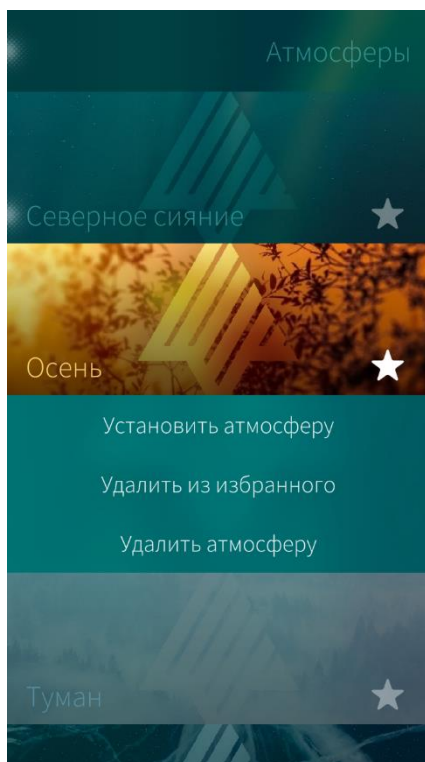 Атмосферы
Северное сияние
Осень
Установить атмосферу
Удалить из избранного
Удалить атмосферу
Туман